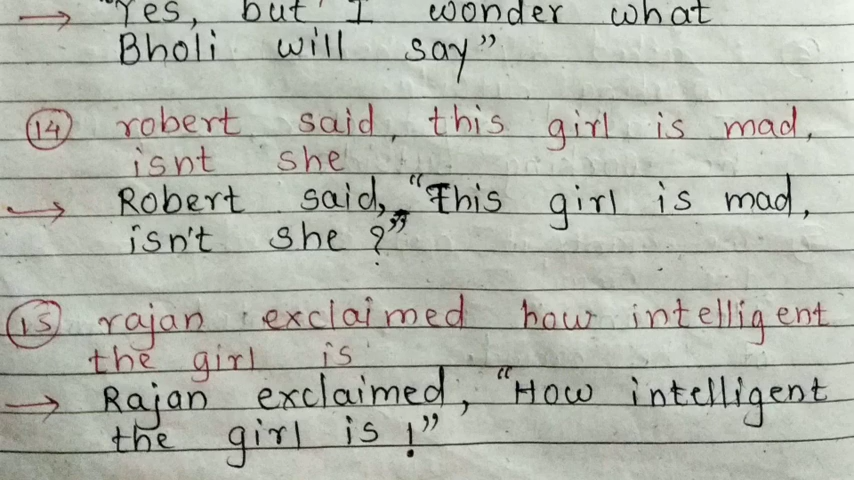 → "Yes, but I wonder what
Bholi will say"
14 robert said, this girl is mad,
isnt she
→ Robert said, "This girl is mad,
isn't she ?"
15 rajan exclaimed how intelligent
the girl is
→ Rajan exclaimed, "How intelligent
the girl is !"